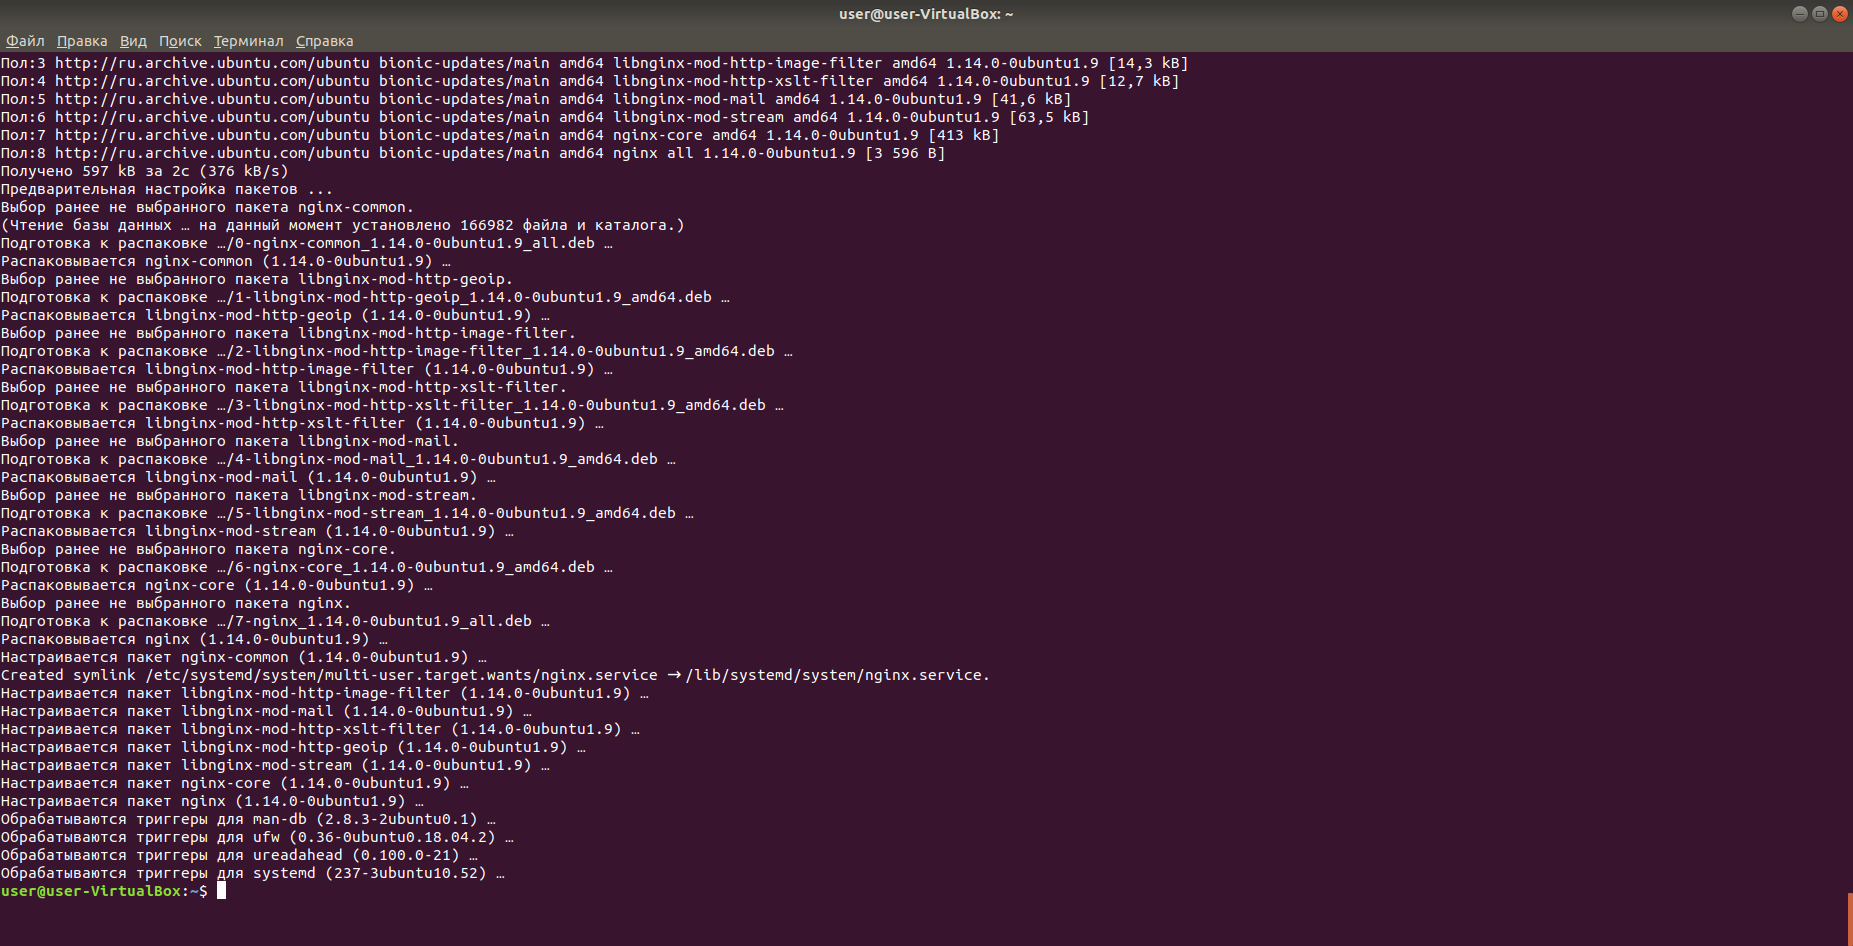 user@user-VirtualBox: ~
Файл Правка Вид Поиск Терминал Справка
Пол:3 http://ru.archive.ubuntu.com/ubuntu bionic-updates/main amd64 libnginx-mod-http-image-filter amd64 1.14.0-0ubuntu1.9 [14,3 kB]
Пол:4 http://ru.archive.ubuntu.com/ubuntu bionic-updates/main amd64 libnginx-mod-http-xslt-filter amd64 1.14.0-0ubuntu1.9 [12,7 kB]
Пол:5 http://ru.archive.ubuntu.com/ubuntu bionic-updates/main amd64 libnginx-mod-mail amd64 1.14.0-0ubuntu1.9 [41,6 kB]
Пол:6 http://ru.archive.ubuntu.com/ubuntu bionic-updates/main amd64 libnginx-mod-stream amd64 1.14.0-0ubuntu1.9 [63,5 kB]
Пол:7 http://ru.archive.ubuntu.com/ubuntu bionic-updates/main amd64 nginx-core amd64 1.14.0-0ubuntu1.9 [413 kB]
Пол:8 http://ru.archive.ubuntu.com/ubuntu bionic-updates/main amd64 nginx all 1.14.0-0ubuntu1.9 [3 596 B]
Получено 597 kB за 2с (376 kB/s)
Предварительная настройка пакетов ...
Выбор ранее не выбранного пакета nginx-common.
(Чтение базы данных … на данный момент установлено 166982 файла и каталога.)
Подготовка к распаковке …/0-nginx-common_1.14.0-0ubuntu1.9_all.deb …
Распаковывается nginx-common (1.14.0-0ubuntu1.9) …
Выбор ранее не выбранного пакета libnginx-mod-http-geoip.
Подготовка к распаковке …/1-libnginx-mod-http-geoip_1.14.0-0ubuntu1.9_amd64.deb …
Распаковывается libnginx-mod-http-geoip (1.14.0-0ubuntu1.9) …
Выбор ранее не выбранного пакета libnginx-mod-http-image-filter.
Подготовка к распаковке …/2-libnginx-mod-http-image-filter_1.14.0-0ubuntu1.9_amd64.deb …
Распаковывается libnginx-mod-http-image-filter (1.14.0-0ubuntu1.9) …
Выбор ранее не выбранного пакета libnginx-mod-http-xslt-filter.
Подготовка к распаковке …/3-libnginx-mod-http-xslt-filter_1.14.0-0ubuntu1.9_amd64.deb …
Распаковывается libnginx-mod-http-xslt-filter (1.14.0-0ubuntu1.9) …
Выбор ранее не выбранного пакета libnginx-mod-mail.
Подготовка к распаковке …/4-libnginx-mod-mail_1.14.0-0ubuntu1.9_amd64.deb …
Распаковывается libnginx-mod-mail (1.14.0-0ubuntu1.9) …
Выбор ранее не выбранного пакета libnginx-mod-stream.
Подготовка к распаковке …/5-libnginx-mod-stream_1.14.0-0ubuntu1.9_amd64.deb …
Распаковывается libnginx-mod-stream (1.14.0-0ubuntu1.9) …
Выбор ранее не выбранного пакета nginx-core.
Подготовка к распаковке …/6-nginx-core_1.14.0-0ubuntu1.9_amd64.deb …
Распаковывается nginx-core (1.14.0-0ubuntu1.9) …
Выбор ранее не выбранного пакета nginx.
Подготовка к распаковке …/7-nginx_1.14.0-0ubuntu1.9_all.deb …
Распаковывается nginx (1.14.0-0ubuntu1.9) …
Настраивается пакет nginx-common (1.14.0-0ubuntu1.9) …
Created symlink /etc/systemd/system/multi-user.target.wants/nginx.service → /lib/systemd/system/nginx.service.
Настраивается пакет libnginx-mod-http-image-filter (1.14.0-0ubuntu1.9) …
Настраивается пакет libnginx-mod-mail (1.14.0-0ubuntu1.9) …
Настраивается пакет libnginx-mod-http-xslt-filter (1.14.0-0ubuntu1.9) …
Настраивается пакет libnginx-mod-http-geoip (1.14.0-0ubuntu1.9) …
Настраивается пакет libnginx-mod-stream (1.14.0-0ubuntu1.9) …
Настраивается пакет nginx-core (1.14.0-0ubuntu1.9) …
Настраивается пакет nginx (1.14.0-0ubuntu1.9) …
Обрабатываются триггеры для man-db (2.8.3-2ubuntu0.1) …
Обрабатываются триггеры для ufw (0.36-0ubuntu0.18.04.2) …
Обрабатываются триггеры для ureadahead (0.100.0-21) …
Обрабатываются триггеры для systemd (237-3ubuntu10.52) …
user@user-VirtualBox:~$